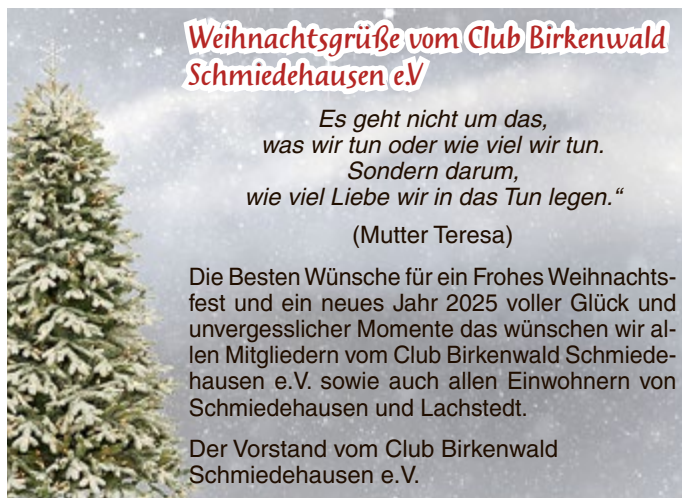 Weihnachtsgrüße vom Club Birkenwald
Schmiedehausen e.V
Es geht nicht um das,
was wir tun oder wie viel wir tun.
Sondern darum,
wie viel Liebe wir in das Tun legen.“
(Mutter Teresa)
Die Besten Wünsche für ein Frohes Weihnachts-
fest und ein neues Jahr 2025 voller Glück und
unvergesslicher Momente das wünschen wir al-
len Mitgliedern vom Club Birkenwald Schmiede-
hausen e.V. sowie auch allen Einwohnern von
Schmiedehausen und Lachstedt.
Der Vorstand vom Club Birkenwald
Schmiedehausen e.V.